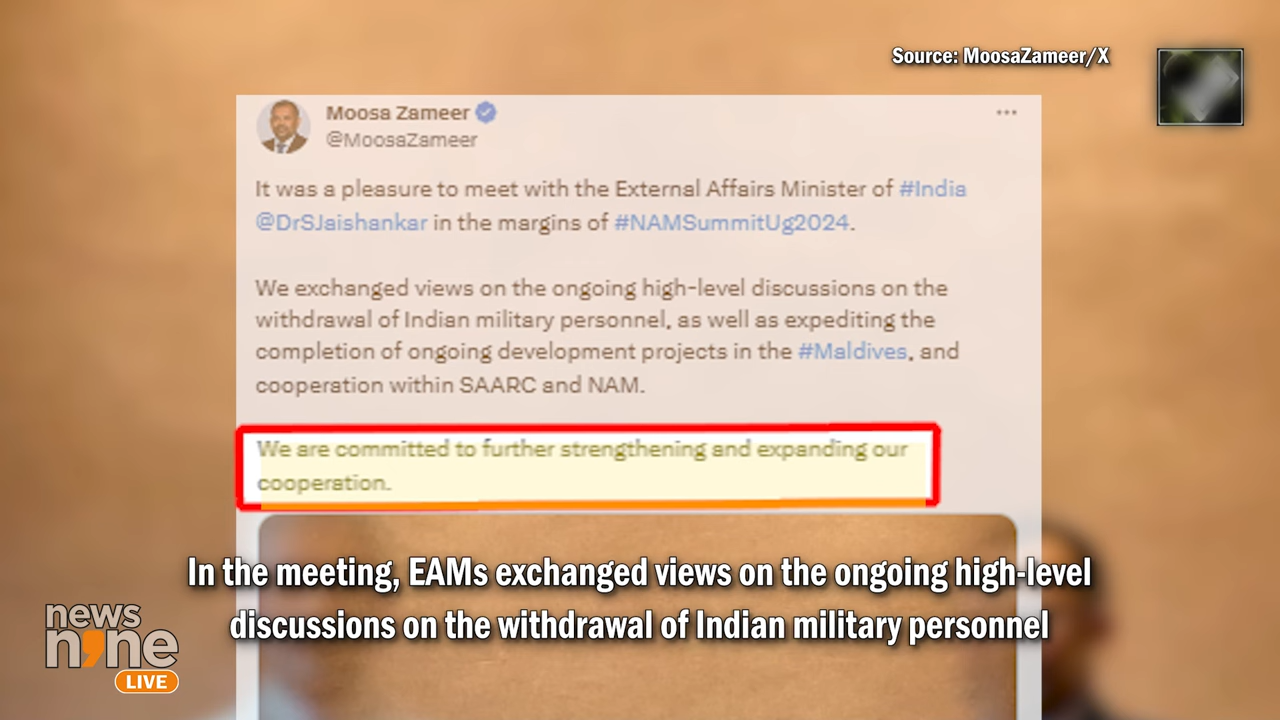 Source: MoosaZameer/X
Moosa Zameer
@MoosaZameer
It was a pleasure to meet with the External Affairs Minister of #India
@DrSJaishankar in the margins of #NAMSummitUg2024.
We exchanged views on the ongoing high-level discussions on the
withdrawal of Indian military personnel, as well as expediting the
completion of ongoing development projects in the #Maldives, and
cooperation within SAARC and NAM.
We are committed to further strengthening and expanding our
cooperation.
In the meeting, EAMs exchanged views on the ongoing high-level
discussions on the withdrawal of Indian military personnel
news
n9ne
LIVE